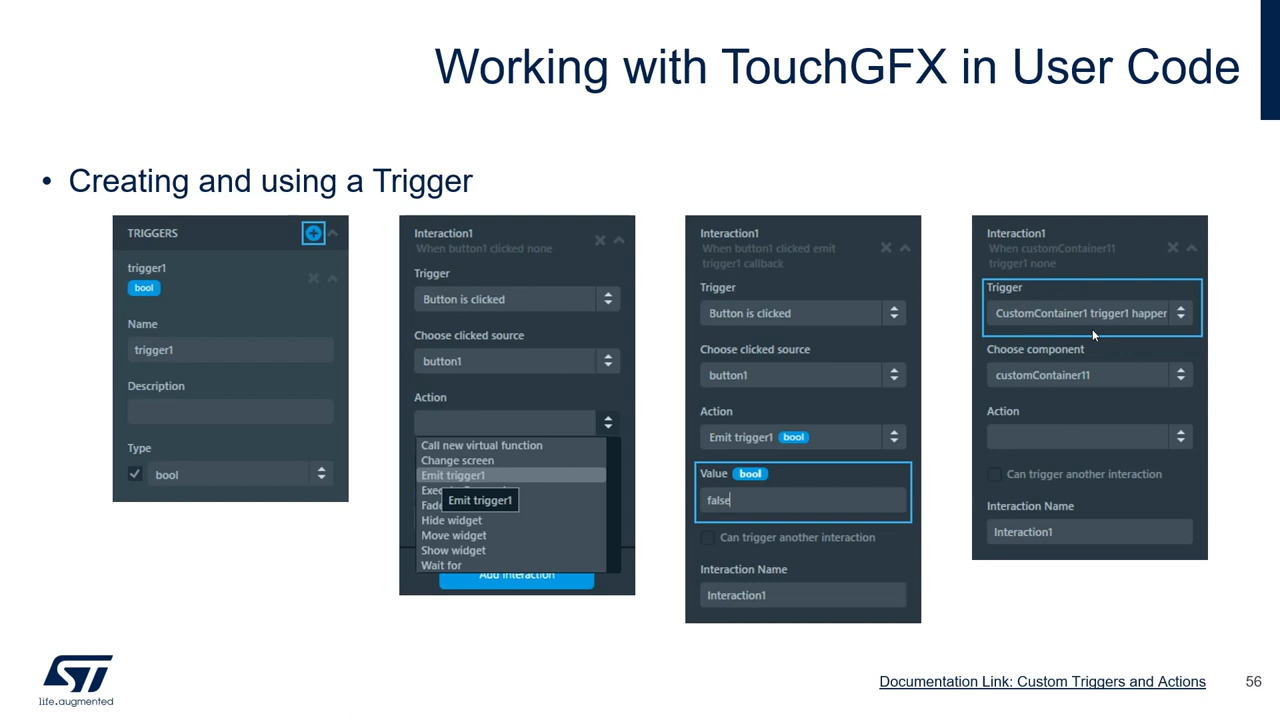 Working with TouchGFX in User Code
• Creating and using a Trigger
TRIGGERS
trigger1
bool
Name
trigger1
Description
Type
bool
Interaction1
When button1 clicked none
Trigger
Button is clicked
Choose clicked source
button1
Action
Call new virtual function
Change screen
Emit trigger1
Emit trigger1
Hide widget
Move widget
Show widget
Wait for
Add Interaction
Interaction1
When button1 clicked emit
trigger1 callback
Trigger
Button is clicked
Choose clicked source
button1
Action
Emit trigger1 bool
Value bool
false
Can trigger another interaction
Interaction Name
Interaction1
Interaction1
When customContainer11
trigger1 none
Trigger
CustomContainer1 trigger1 happer
Choose component
customContainer11
Action
Can trigger another interaction
Interaction Name
Interaction1
ST
life.augmented
Documentation Link: Custom Triggers and Actions
56